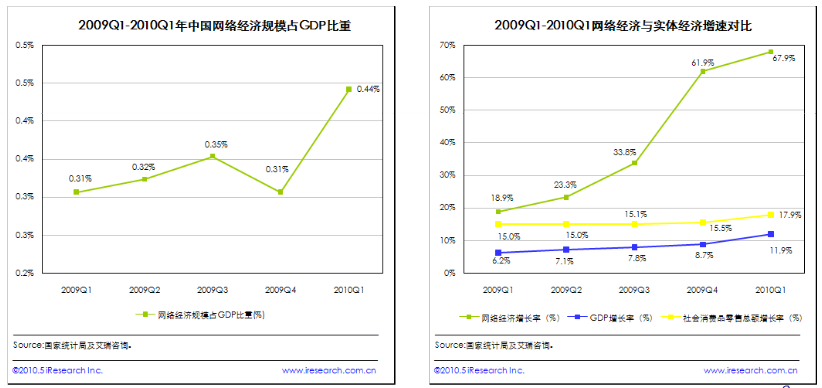 2009Q1-2010Q1年中国网络经济规模占GDP比重
0.5%
0.5%
0.4%
0.4%
0.3%
0.3%
0.2%
0.31%
0.32%
0.35%
0.31%
0.44%
2009Q1
2009Q2
2009Q3
2009Q4
2010Q1
网络经济规模占GDP比重(%)
Source:国家统计局及艾瑞咨询。
©2010.5 iResearch Inc.
www.iresearch.com.cn
2009Q1-2010Q1网络经济与实体经济增速对比
70%
60%
50%
40%
30%
20%
10%
0%
18.9%
23.3%
33.8%
61.9%
67.9%
15.0%
15.0%
15.1%
15.5%
17.9%
6.2%
7.1%
7.8%
8.7%
11.9%
2009Q1
2009Q2
2009Q3
2009Q4
2010Q1
网络经济增长率（%）
GDP增长率（%）
社会消费品零售总额增长率（%）
Source:国家统计局及艾瑞咨询。
©2010.5 iResearch Inc.
www.iresearch.com.cn